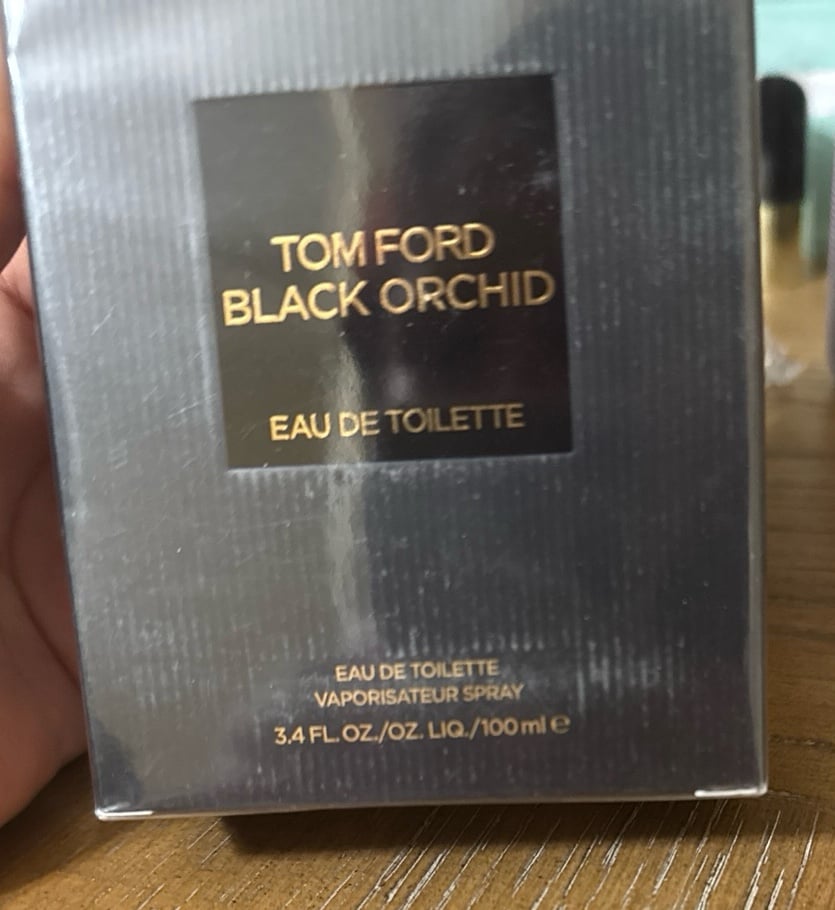 TOM FORD
BLACK ORCHID
EAU DE TOILETTE
EAU DE TOILETTE
VAPORISATEUR SPRAY
3.4 FL. OZ./OZ. LIQ./100 ml ℮